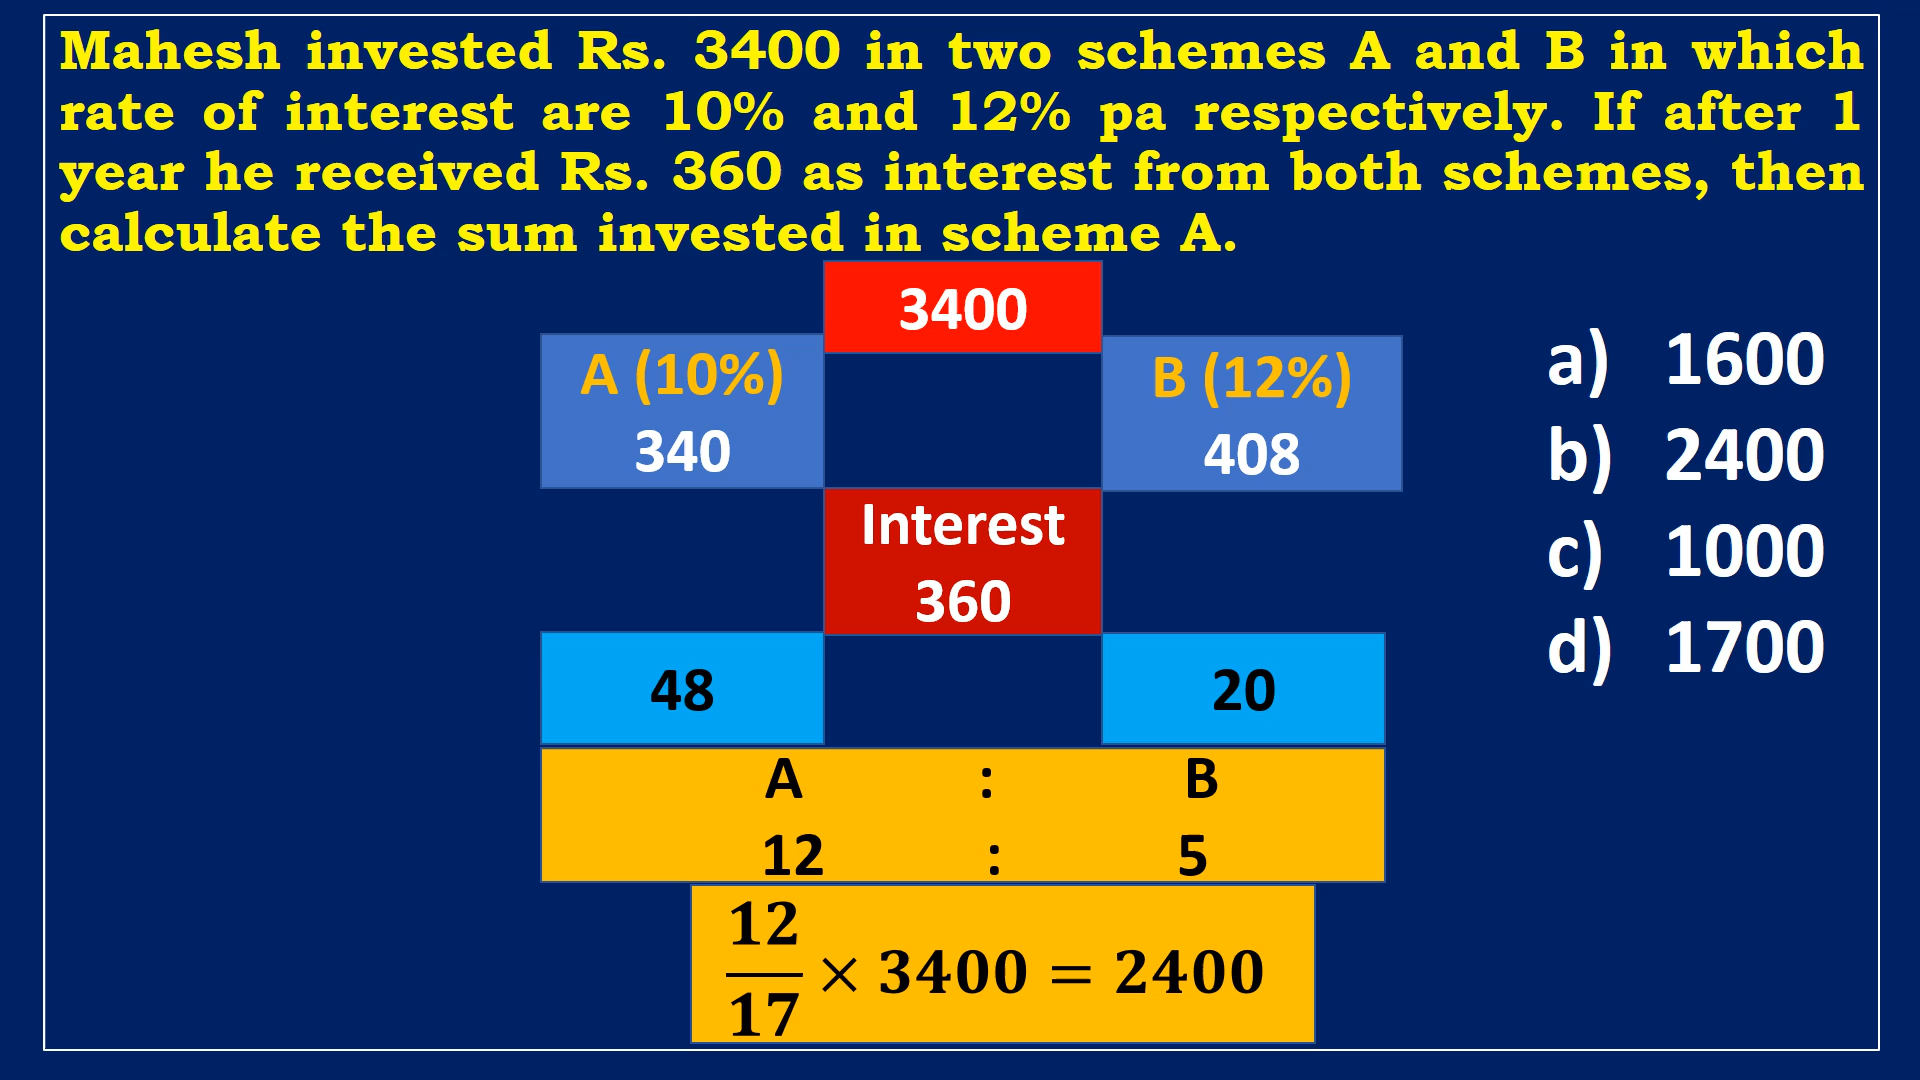 Mahesh invested Rs. 3400 in two schemes A and B in which
rate of interest are 10% and 12% pa respectively. If after 1
year he received Rs. 360 as interest from both schemes, then
calculate the sum invested in scheme A.
3400
A (10%)
340
B (12%)
408
Interest
360
48
20
A : B
12 : 5
12/17 × 3400 = 2400
a) 1600
b) 2400
c) 1000
d) 1700